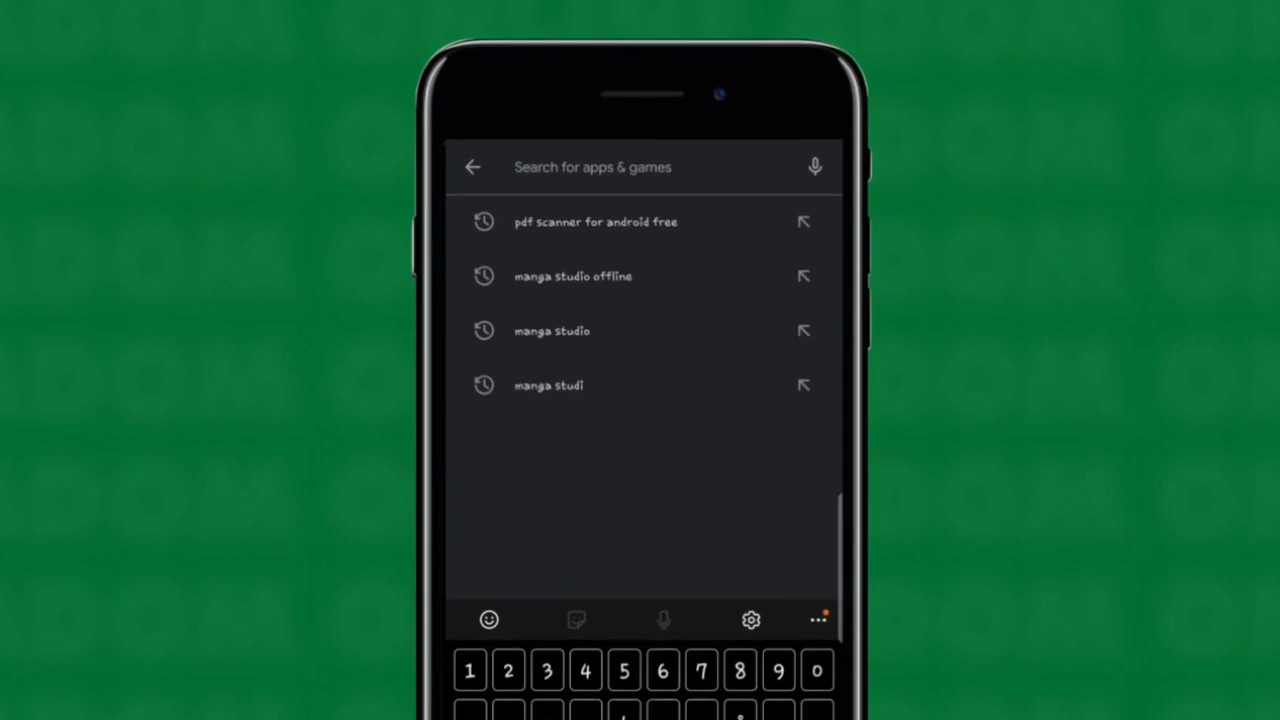 Search for apps & games
pdf scanner for android free
manga studio offline
manga studio
manga studi
1 2 3 4 5 6 7 8 9 0